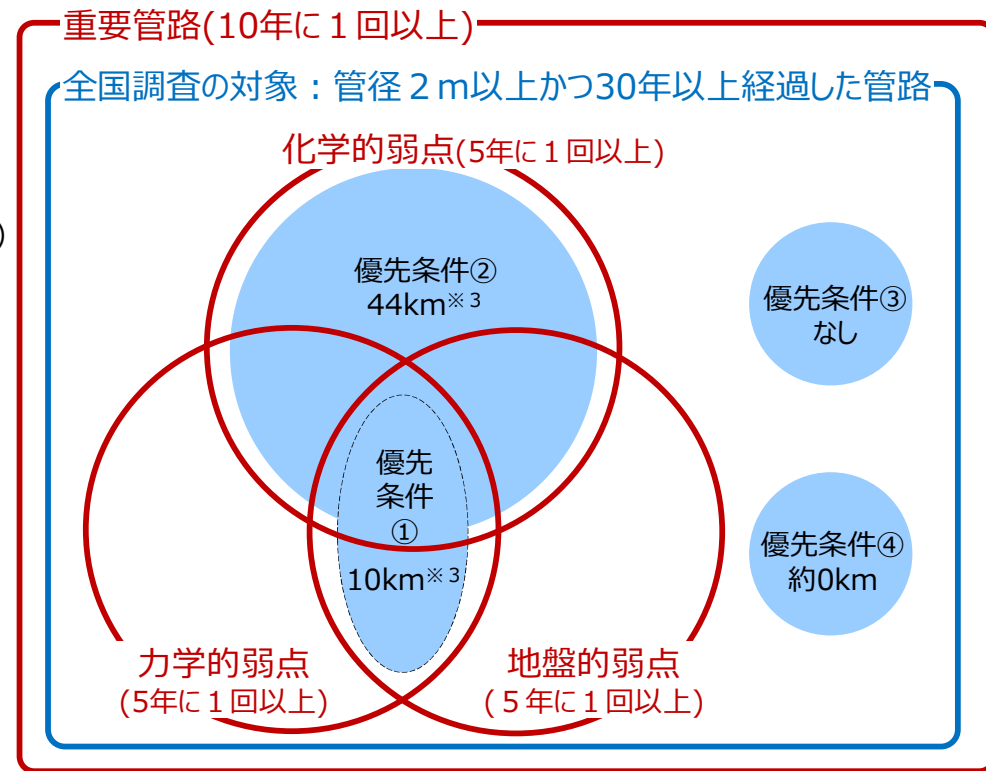 重要管路(10年に１回以上)
全国調査の対象：管径２ｍ以上かつ30年以上経過した管路
化学的弱点(5年に１回以上)
)
優先条件②
44km※３
優先条件③
なし
優先
条件
①
10km※３
優先条件④
約0km
力学的弱点
(5年に１回以上)
地盤的弱点
(５年に１回以上)